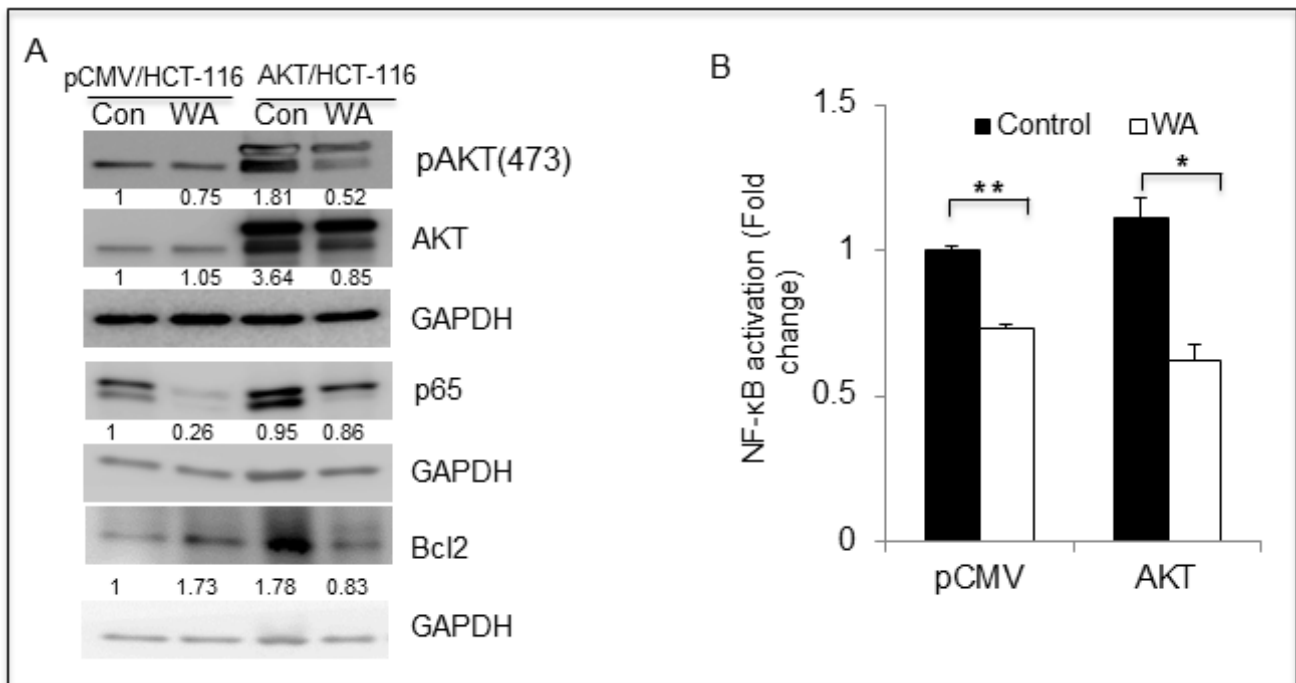 A
pCMV/HCT-116 AKT/HCT-116
Con WA Con WA
pAKT(473)
1 0.75 1.81 0.52
AKT
1 1.05 3.64 0.85
GAPDH
p65
1 0.26 0.95 0.86
GAPDH
Bcl2
1 1.73 1.78 0.83
GAPDH
B
1.5
Control WA
**
*
1
0.5
0
NF-κB activation (Fold
change)
pCMV AKT